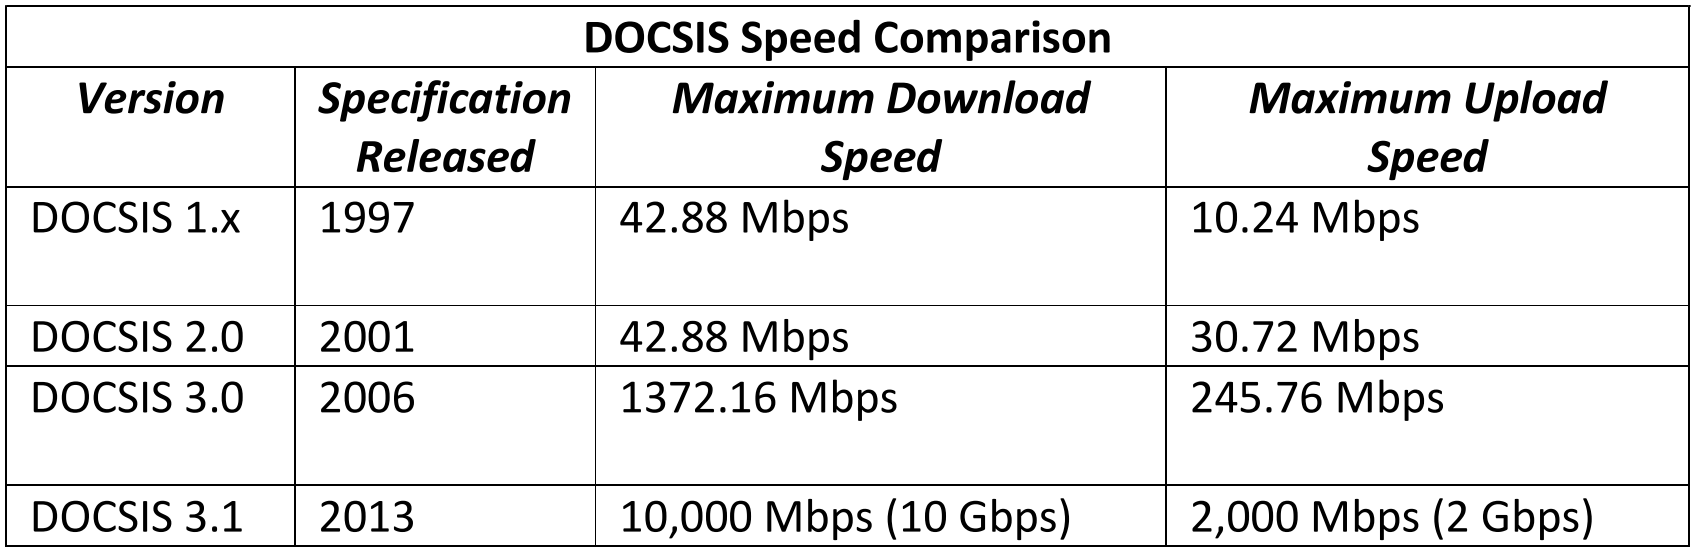 DOCSIS Speed Comparison
Version Specification Released Maximum Download Speed Maximum Upload Speed
DOCSIS 1.x 1997 42.88 Mbps 10.24 Mbps
DOCSIS 2.0 2001 42.88 Mbps 30.72 Mbps
DOCSIS 3.0 2006 1372.16 Mbps 245.76 Mbps
DOCSIS 3.1 2013 10,000 Mbps (10 Gbps) 2,000 Mbps (2 Gbps)